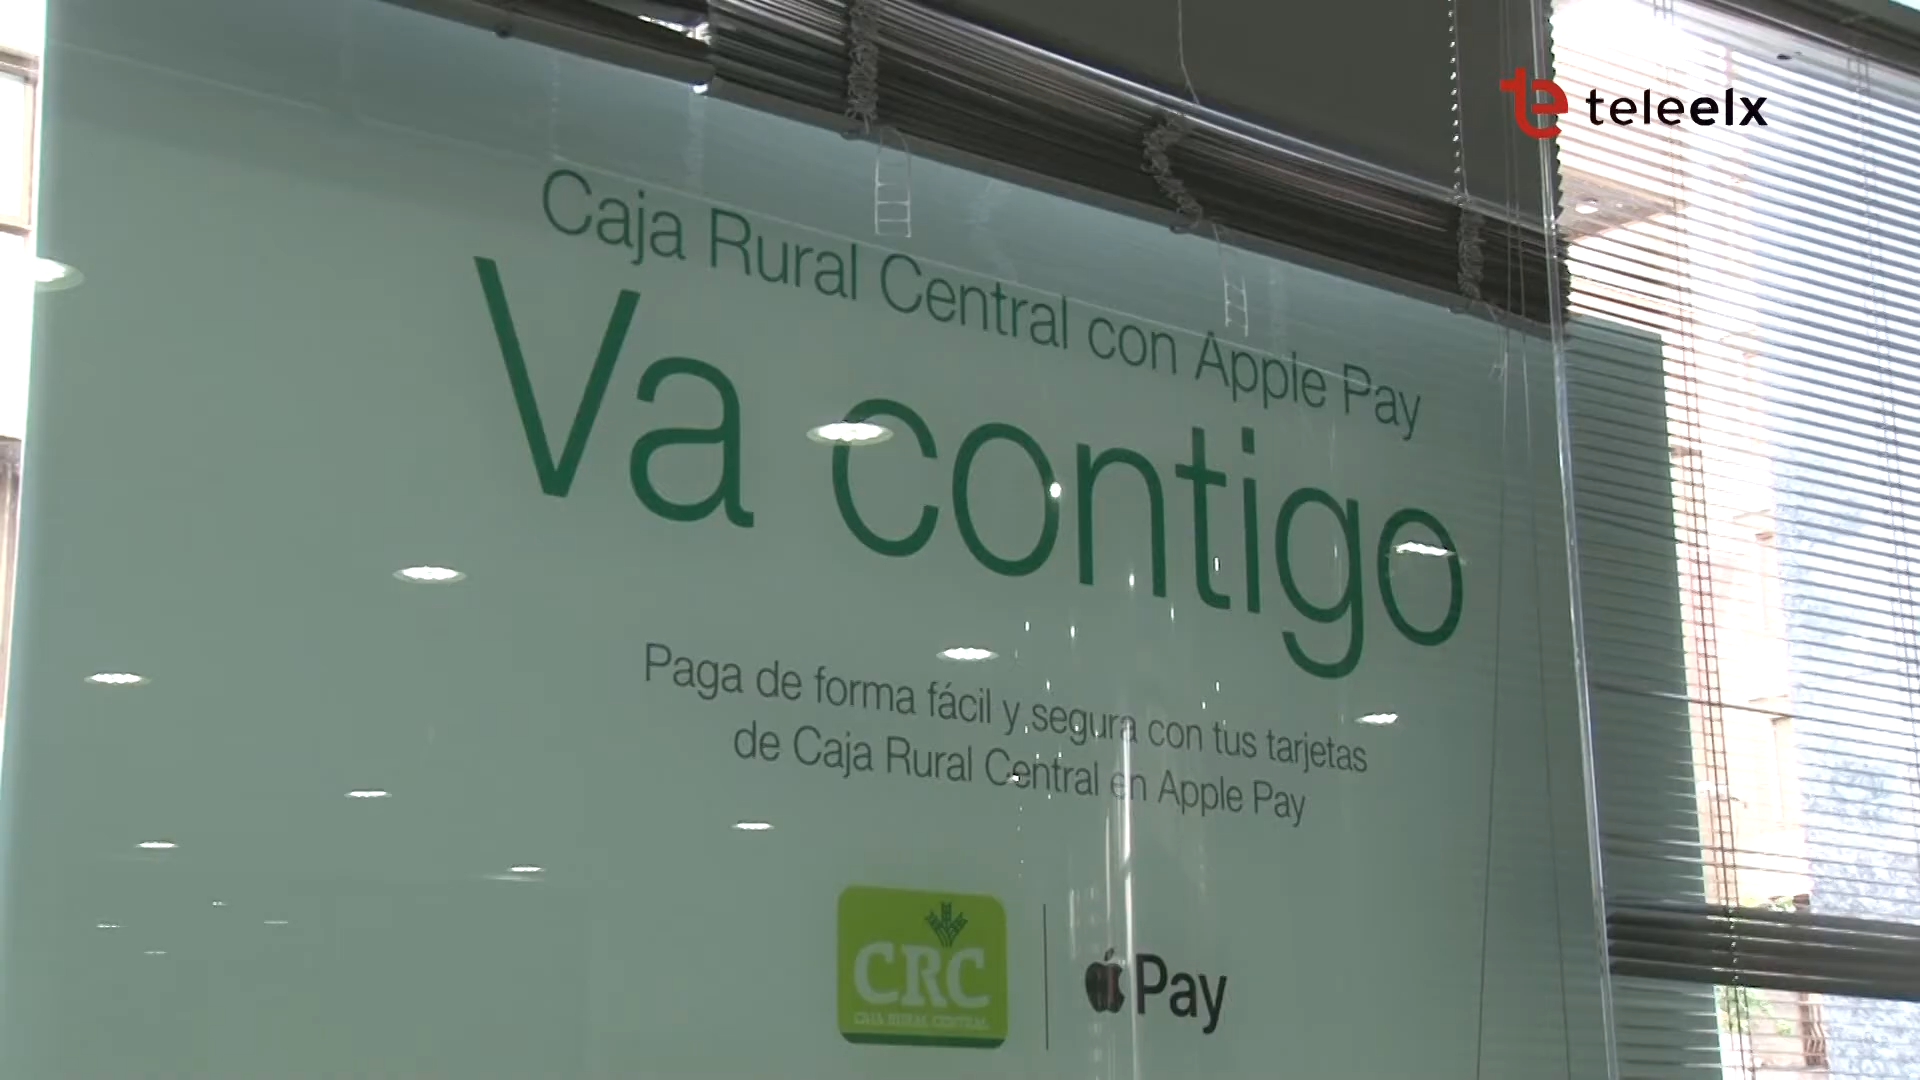 teleelx
Caja Rural Central con Apple Pay
Va contigo
Paga de forma fácil y segura con tus tarjetas
de Caja Rural Central en Apple Pay
CRC
CAJA RURAL CENTRAL
Pay